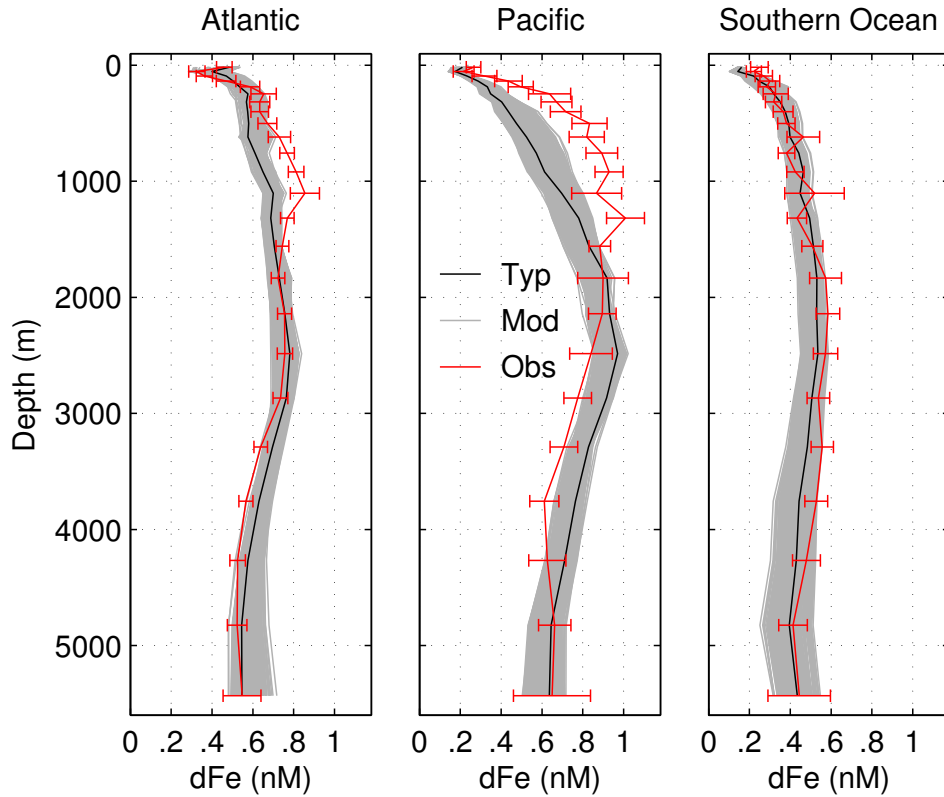 Atlantic Pacific Southern Ocean
0
1000
2000
3000
4000
5000
Depth (m)
Typ
Mod
Obs
0 .2 .4 .6 .8 1 0 .2 .4 .6 .8 1 0 .2 .4 .6 .8 1
dFe (nM) dFe (nM) dFe (nM)